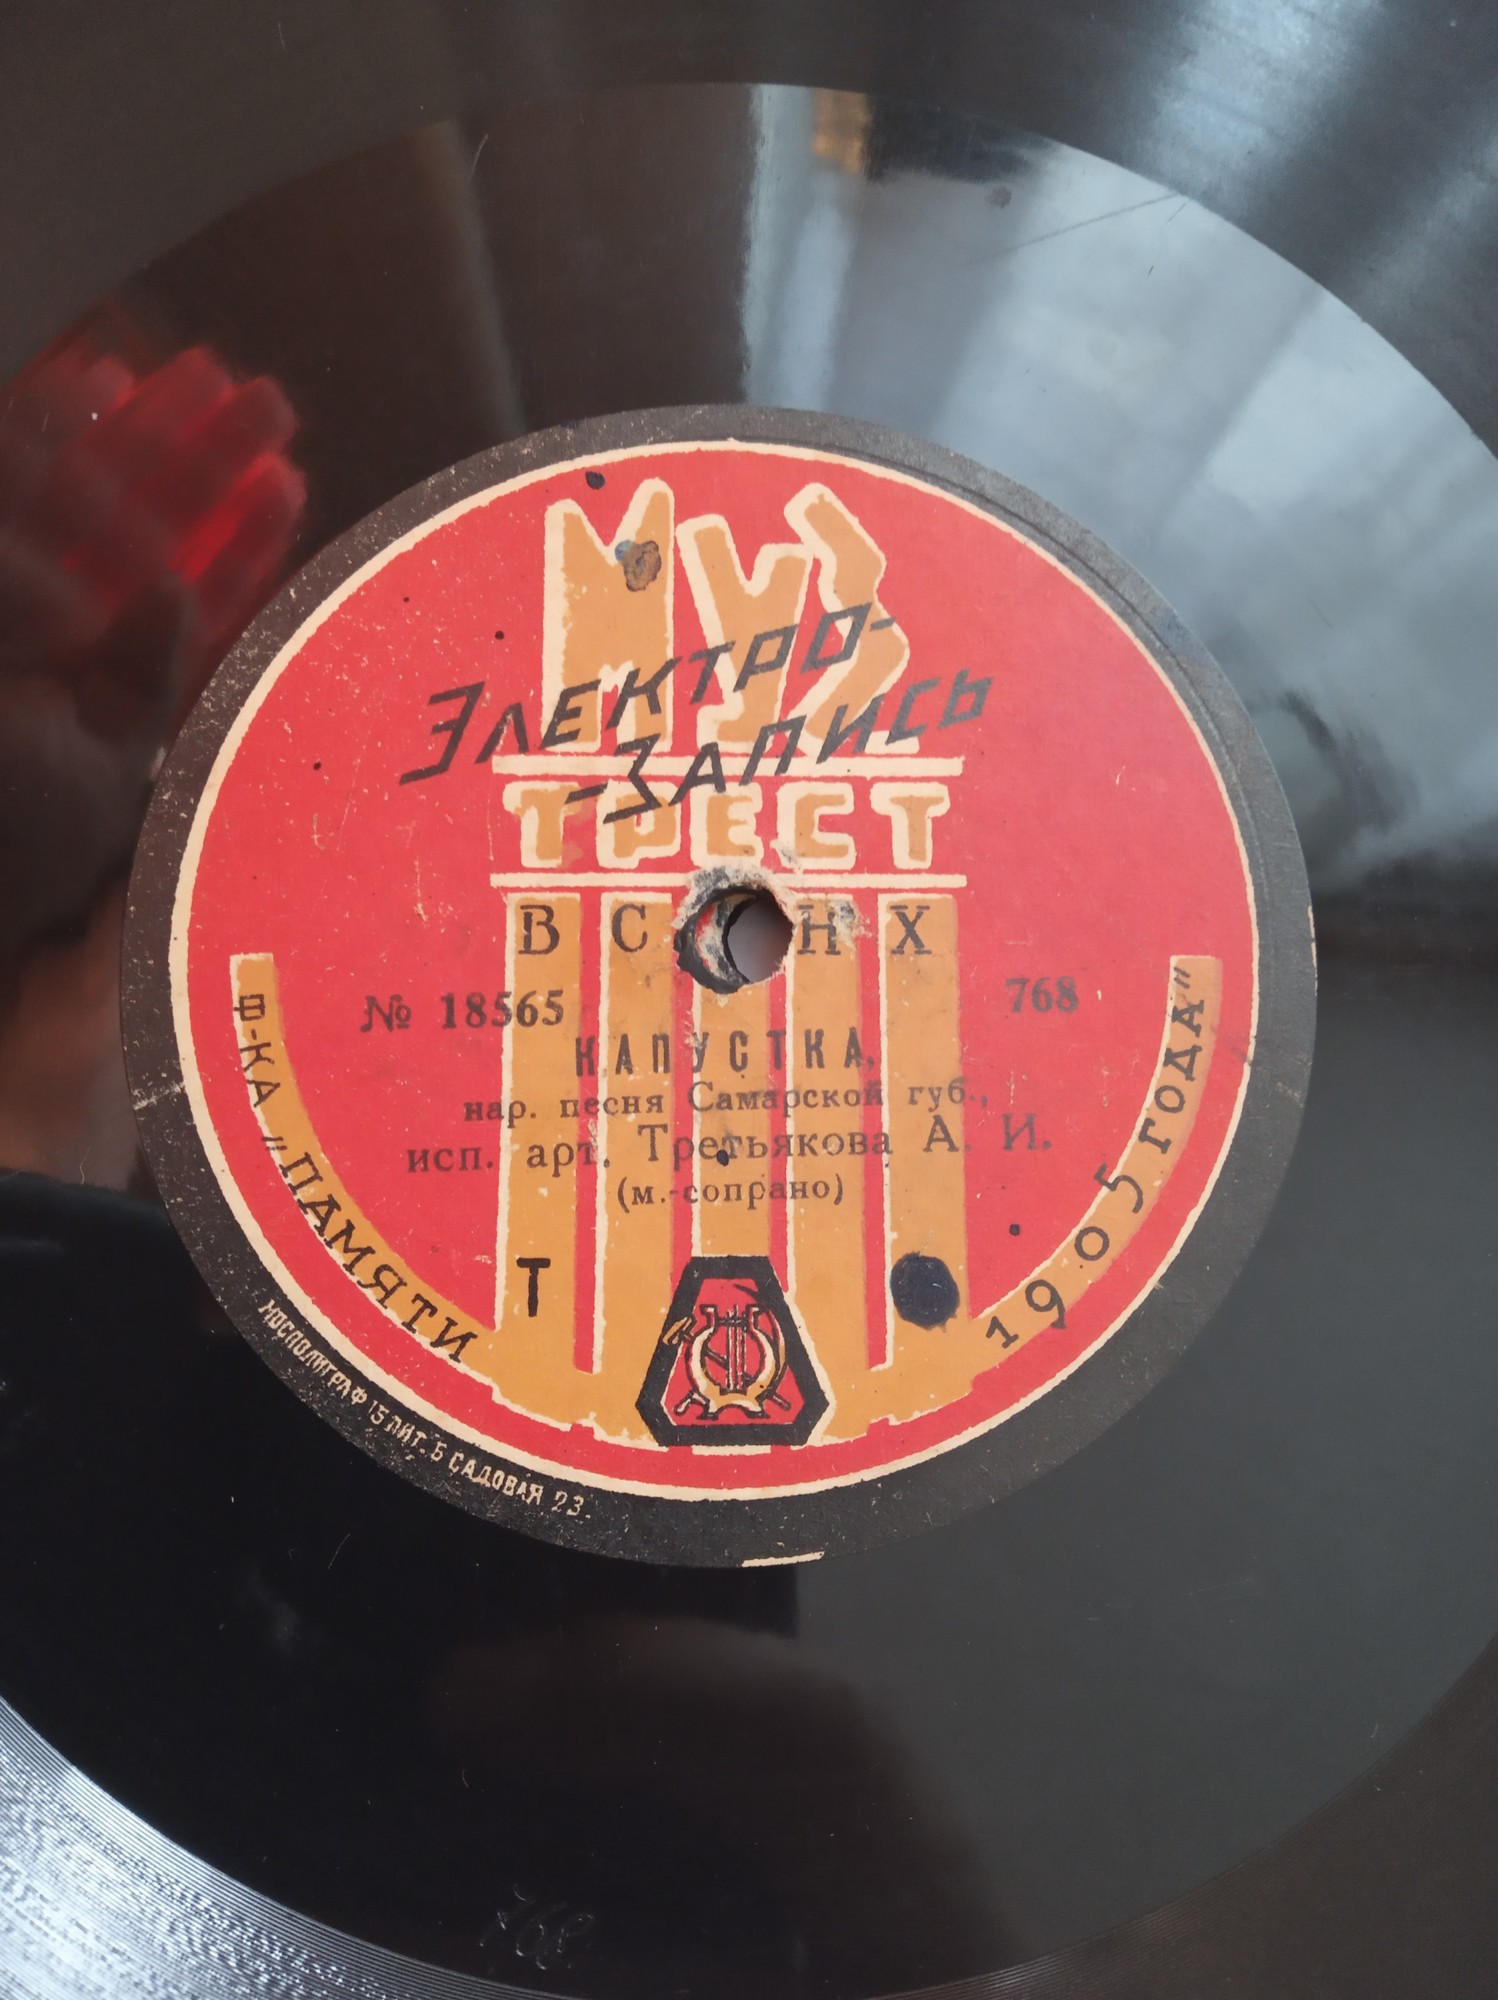 МУЗ
ЭЛЕКТРО-
-ЗАПИСЬ
ТРЕСТ
В С Н Х
№ 18565 768
КАПУСТКА,
нар. песня Самарской губ.,
исп. арт. Третьякова А. И.
(м.-сопрано)
Т
Ф-КА „ПАМЯТИ 1905 ГОДА"
МОСПОЛИГРАФ 15 ЛИТ. Б САДОВАЯ 23
768